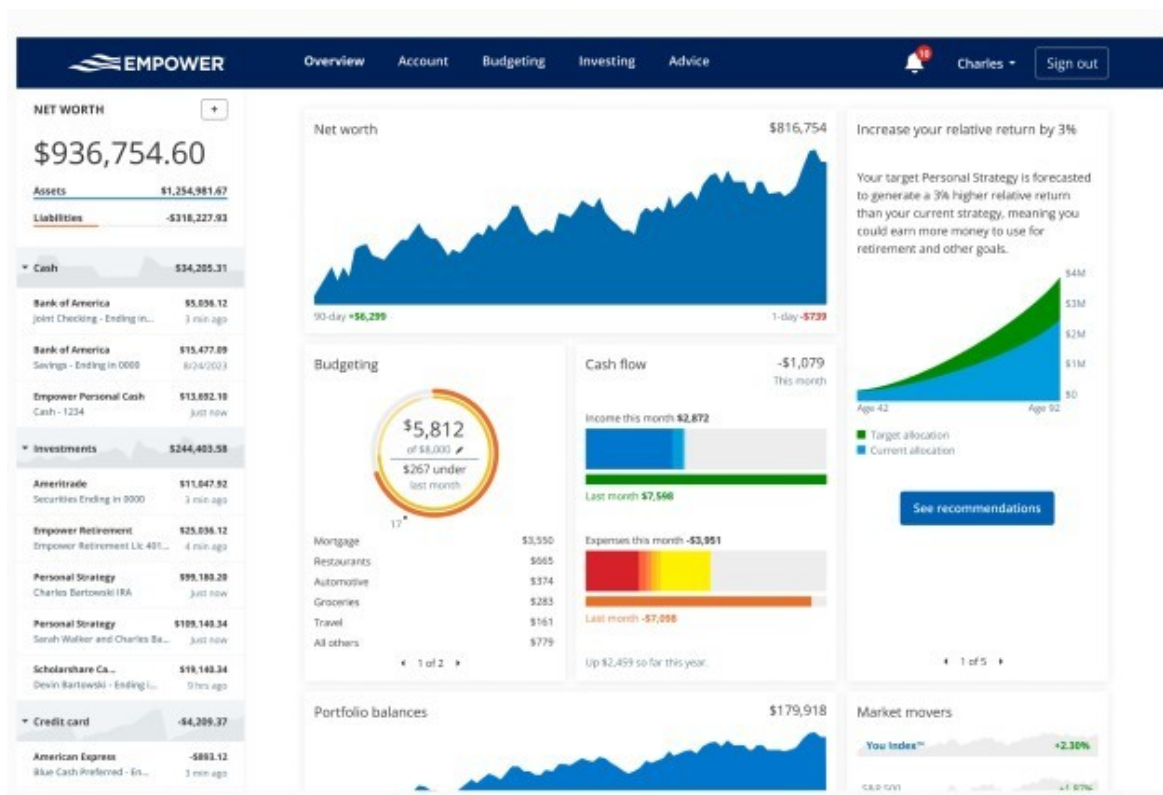 EMPOWER
Overview Account Budgeting Investing Advice
10
Charles
Sign out
NET WORTH
+
$936,754.60
Assets $1,254,981.67
Liabilities -$318,227.93
Cash $34,205.31
Bank of America $5,036.12
Joint Checking - Ending in... 3 min ago
Bank of America $15,477.09
Savings - Ending in 0000 8/24/2023
Empower Personal Cash $13,692.10
Cash - 1234 Just now
Investments $244,403.58
Ameritrade $11,047.92
Securities Ending in 0000 3 min ago
Empower Retirement $25,036.12
Empower Retirement Llc 401... 4 min ago
Personal Strategy $99,180.20
Charles Bartowski IRA Just now
Personal Strategy $109,140.34
Sarah Walker and Charles Ba... Just now
Scholarshare Ca... $19,140.34
Devin Bartowski - Ending i... 9 hrs ago
Credit card -$4,209.37
American Express -$893.12
Blue Cash Preferred - En... 3 min ago
Net worth $816,754
90-day +$6,299 1-day -$739
Budgeting
$5,812
of $8,000
$267 under
last month
17
Mortgage $3,550
Restaurants $665
Automotive $374
Groceries $283
Travel $161
All others $779
1 of 2
Cash flow -$1,079
This month
Income this month $2,872
Last month $7,598
Expenses this month -$3,951
Last month -$7,098
Up $2,459 so far this year.
Increase your relative return by 3%
Your target Personal Strategy is forecasted
to generate a 3% higher relative return
than your current strategy, meaning you
could earn more money to use for
retirement and other goals.
$4M
$3M
$2M
$1M
$0
Age 42 Age 92
Target allocation
Current allocation
See recommendations
1 of 5
Portfolio balances $179,918
Market movers
You Index™ +2.30%
S&P 500 +1.92%